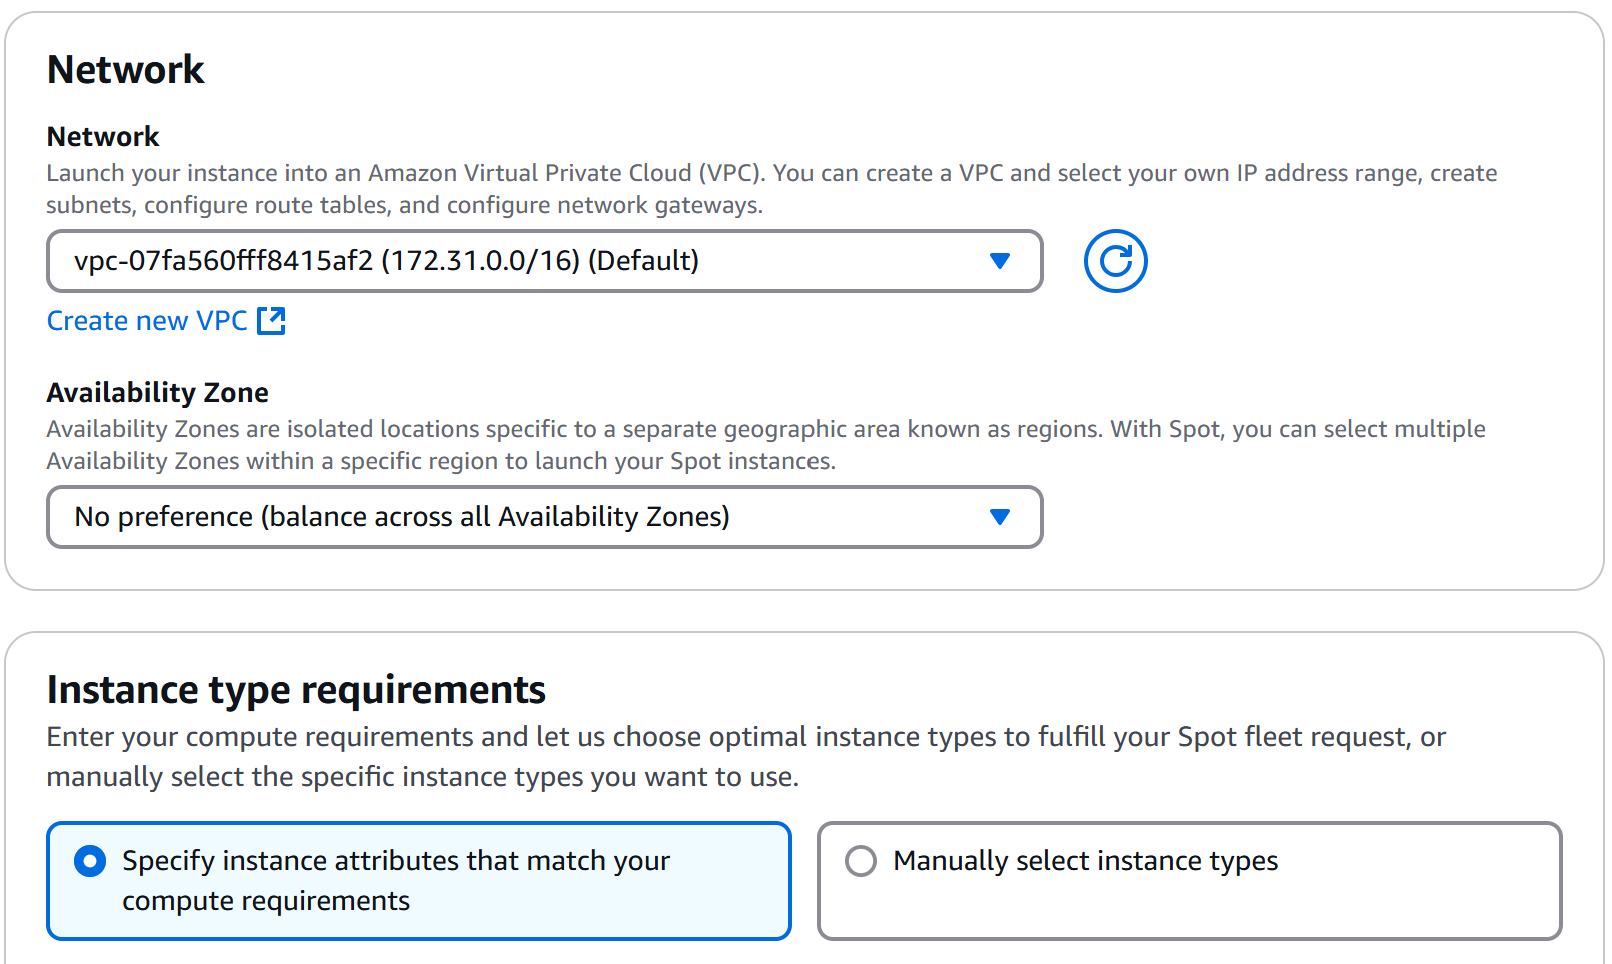 Network
Network
Launch your instance into an Amazon Virtual Private Cloud (VPC). You can create a VPC and select your own IP address range, create
subnets, configure route tables, and configure network gateways.
vpc-07fa560fff8415af2 (172.31.0.0/16) (Default)
Create new VPC
Availability Zone
Availability Zones are isolated locations specific to a separate geographic area known as regions. With Spot, you can select multiple
Availability Zones within a specific region to launch your Spot instances.
No preference (balance across all Availability Zones)
Instance type requirements
Enter your compute requirements and let us choose optimal instance types to fulfill your Spot fleet request, or
manually select the specific instance types you want to use.
Specify instance attributes that match your
compute requirements
Manually select instance types